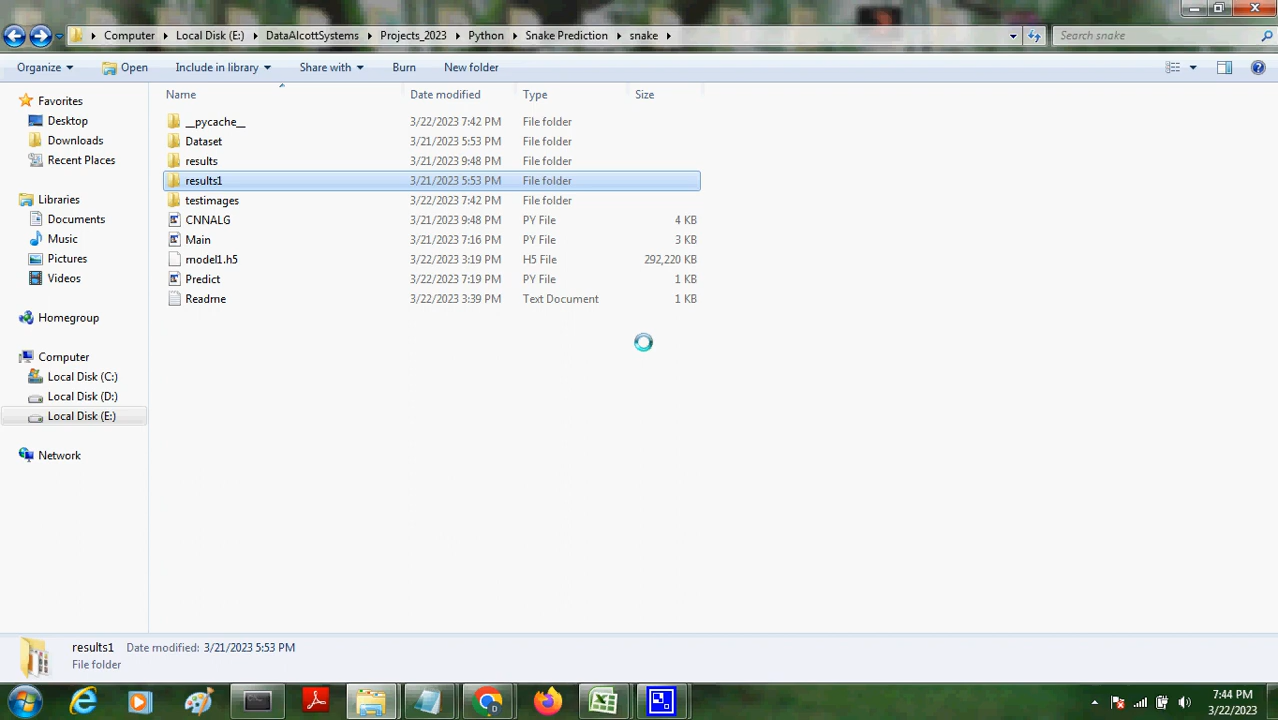 Computer Local Disk (E:) DataAlcottSystems Projects_2023 Python Snake Prediction snake Search snake
Organize Open Include in library Share with Burn New folder
Name Date modified Type Size
__pycache__ 3/22/2023 7:42 PM File folder
Dataset 3/21/2023 5:53 PM File folder
results 3/21/2023 9:48 PM File folder
results1 3/21/2023 5:53 PM File folder
testimages 3/22/2023 7:42 PM File folder
CNNALG 3/21/2023 9:48 PM PY File 4 KB
Main 3/21/2023 7:16 PM PY File 3 KB
model1.h5 3/22/2023 3:19 PM H5 File 292,220 KB
Predict 3/22/2023 7:19 PM PY File 1 KB
Readme 3/22/2023 3:39 PM Text Document 1 KB
Favorites
Desktop
Downloads
Recent Places
Libraries
Documents
Music
Pictures
Videos
Homegroup
Computer
Local Disk (C:)
Local Disk (D:)
Local Disk (E:)
Network
results1 Date modified: 3/21/2023 5:53 PM
File folder
7:44 PM
3/22/2023